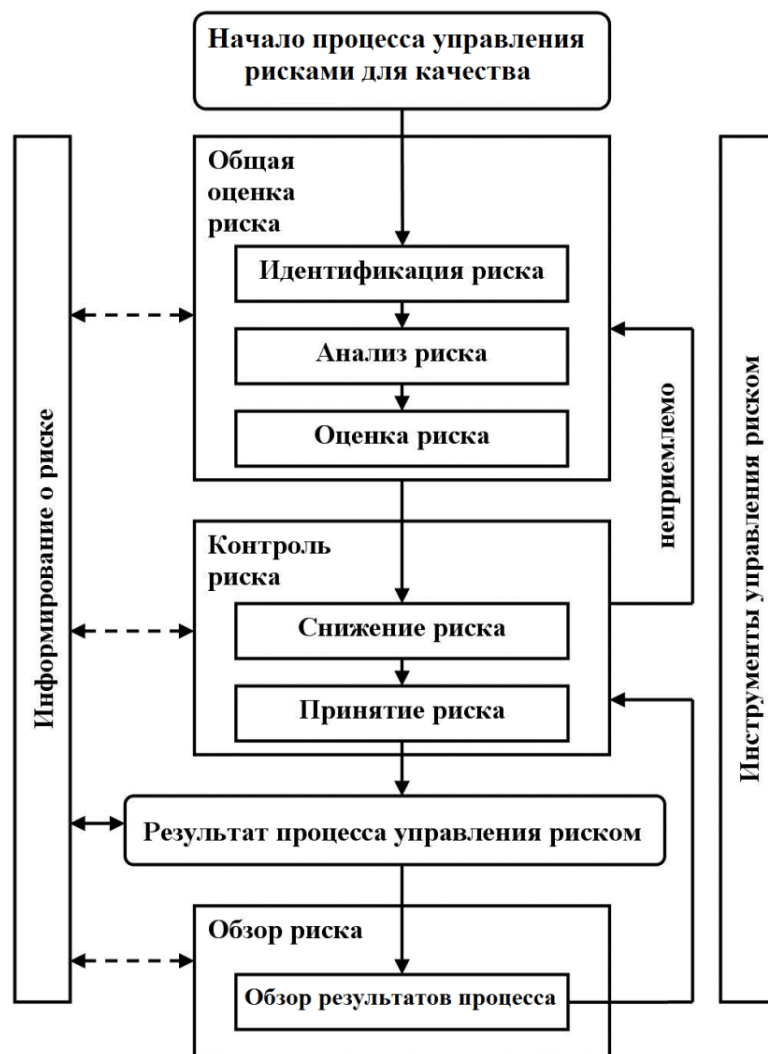 Начало процесса управления
рисками для качества
Общая
оценка
риска
Идентификация риска
Анализ риска
Оценка риска
Контроль
риска
Снижение риска
Принятие риска
Результат процесса управления риском
Обзор риска
Обзор результатов процесса
Информирование о риске
неприемлемо
Инструменты управления риском